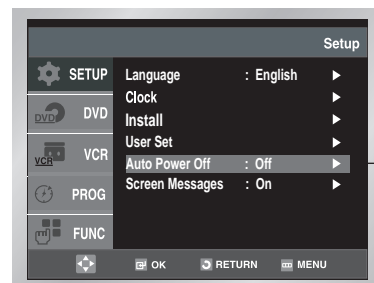 Setup
SETUP
DVD
DVD
VCR
VCR
PROG
FUNC
Language : English
Clock
Install
User Set
Auto Power Off : Off
Screen Messages : On
OK RETURN MENU